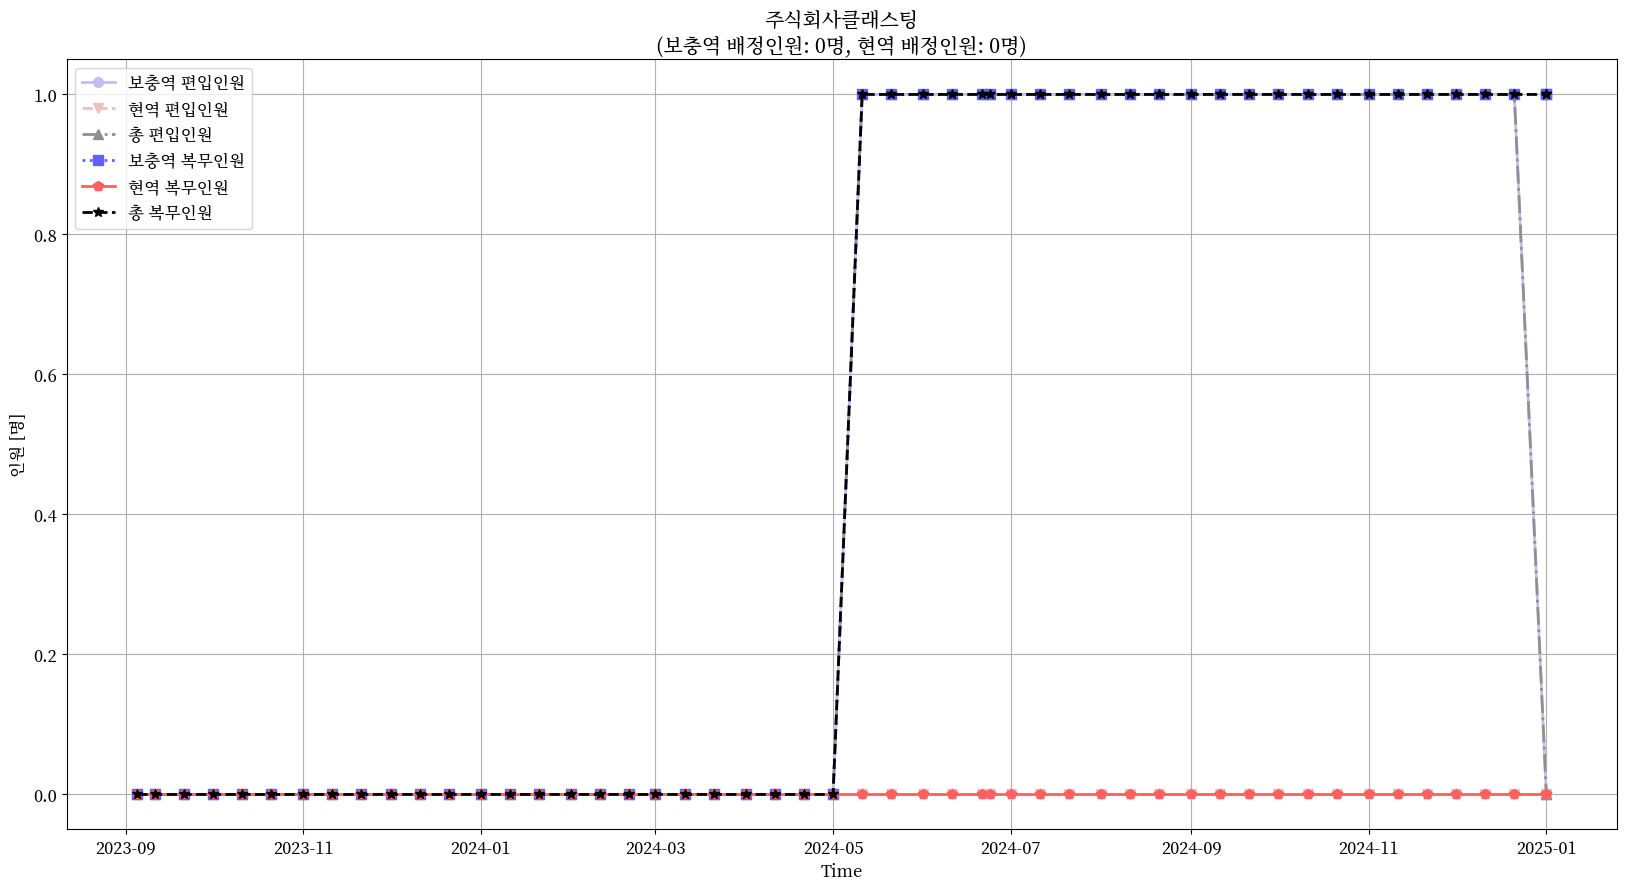 주식회사클래스팅
(보충역 배정인원: 0명, 현역 배정인원: 0명)
보충역 편입인원
현역 편입인원
총 편입인원
보충역 복무인원
현역 복무인원
총 복무인원
1.0
0.8
0.6
0.4
0.2
0.0
인원 [명]
2023-09
2023-11
2024-01
2024-03
2024-05
2024-07
2024-09
2024-11
2025-01
Time